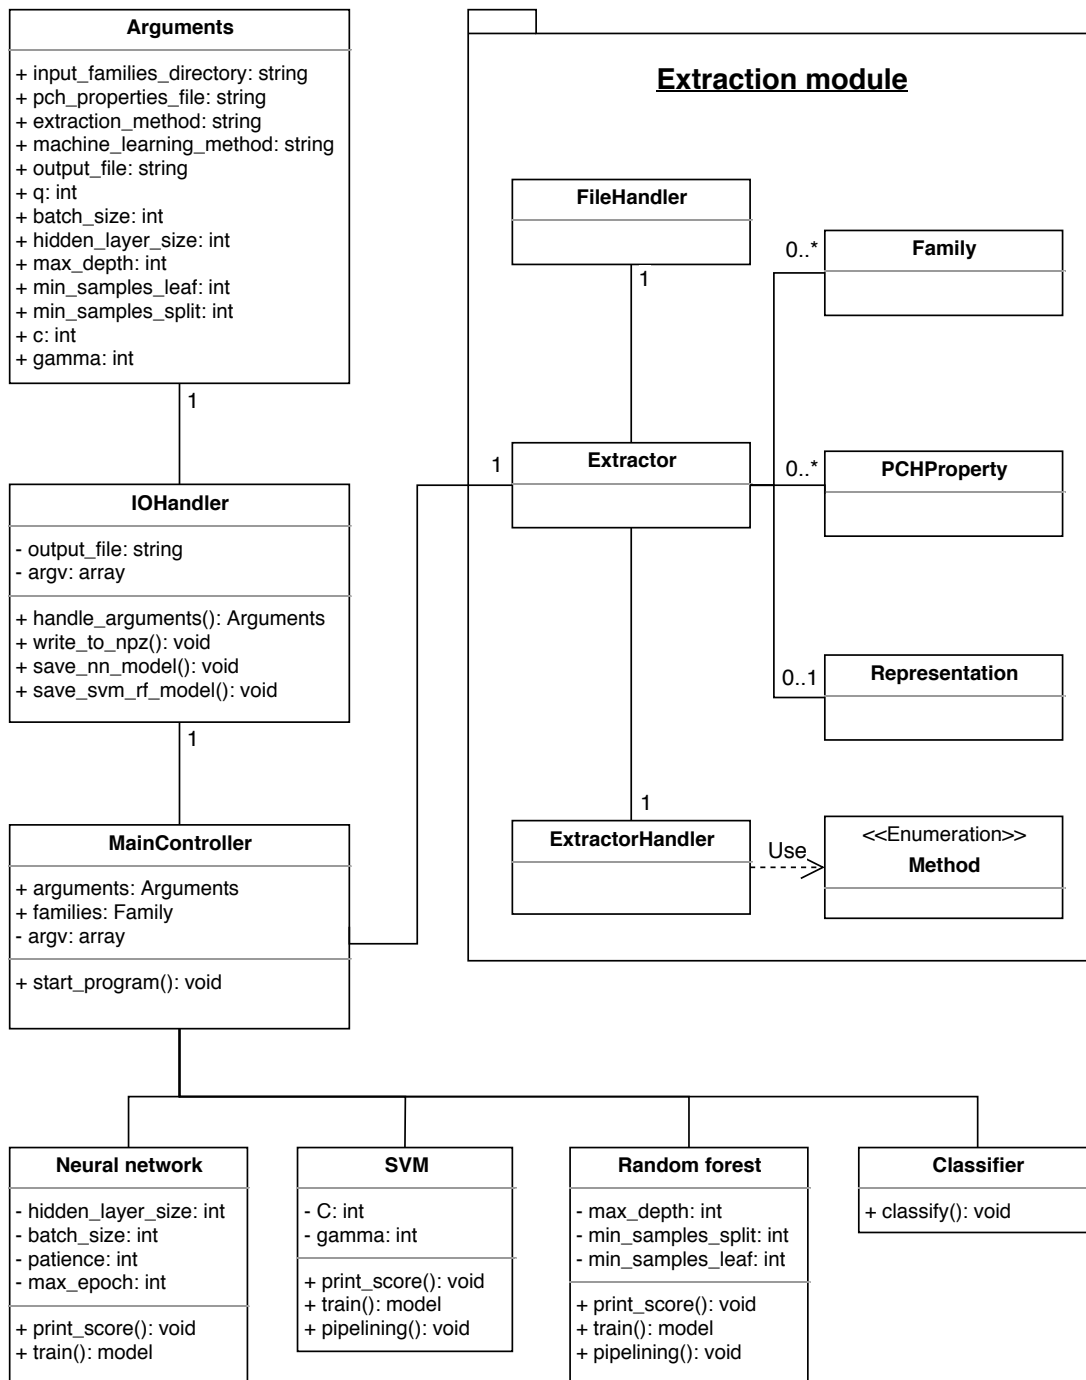 Arguments
+ input_families_directory: string
+ pch_properties_file: string
+ extraction_method: string
+ machine_learning_method: string
+ output_file: string
+ q: int
+ batch_size: int
+ hidden_layer_size: int
+ max_depth: int
+ min_samples_leaf: int
+ min_samples_split: int
+ c: int
+ gamma: int
1
IOHandler
- output_file: string
- argv: array
+ handle_arguments(): Arguments
+ write_to_npz(): void
+ save_nn_model(): void
+ save_svm_rf_model(): void
1
MainController
+ arguments: Arguments
+ families: Family
- argv: array
+ start_program(): void
Extraction module
FileHandler
1
0..*
Family
1
Extractor
0..*
PCHProperty
0..1
Representation
1
ExtractorHandler
Use
<<Enumeration>>
Method
Neural network
- hidden_layer_size: int
- batch_size: int
- patience: int
- max_epoch: int
+ print_score(): void
+ train(): model
SVM
- C: int
- gamma: int
+ print_score(): void
+ train(): model
+ pipelining(): void
Random forest
- max_depth: int
- min_samples_split: int
- min_samples_leaf: int
+ print_score(): void
+ train(): model
+ pipelining(): void
Classifier
+ classify(): void